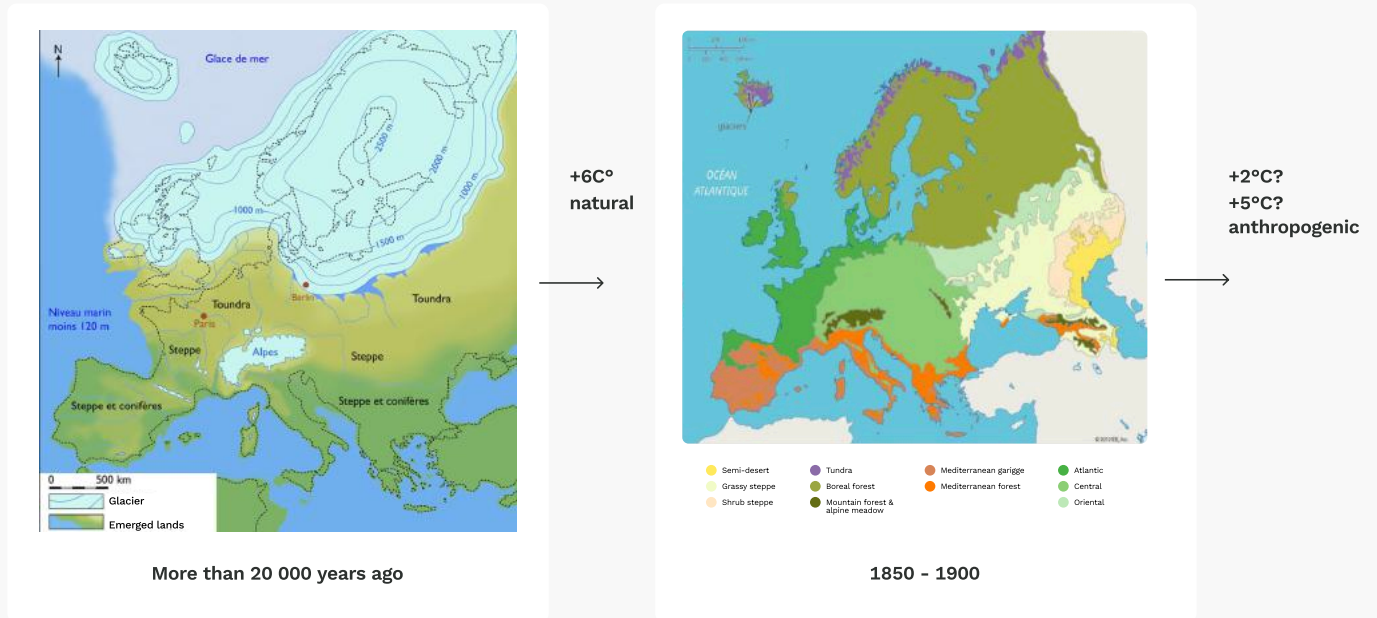 N
Glace de mer
2500 m
2000 m
1000 m
1000 m
1500 m
Berlin
Toundra
Toundra
Paris
Niveau marin
moins 120 m
Steppe
Alpes
Steppe
Steppe et conifères
Steppe et conifères
0 500 km
Glacier
Emerged lands
More than 20 000 years ago
+6C°
natural
glaciers
OCÉAN
ATLANTIQUE
Semi-desert
Grassy steppe
Shrub steppe
Tundra
Boreal forest
Mountain forest &
alpine meadow
Mediterranean garigge
Mediterranean forest
Atlantic
Central
Oriental
1850 - 1900
+2°C?
+5°C?
anthropogenic